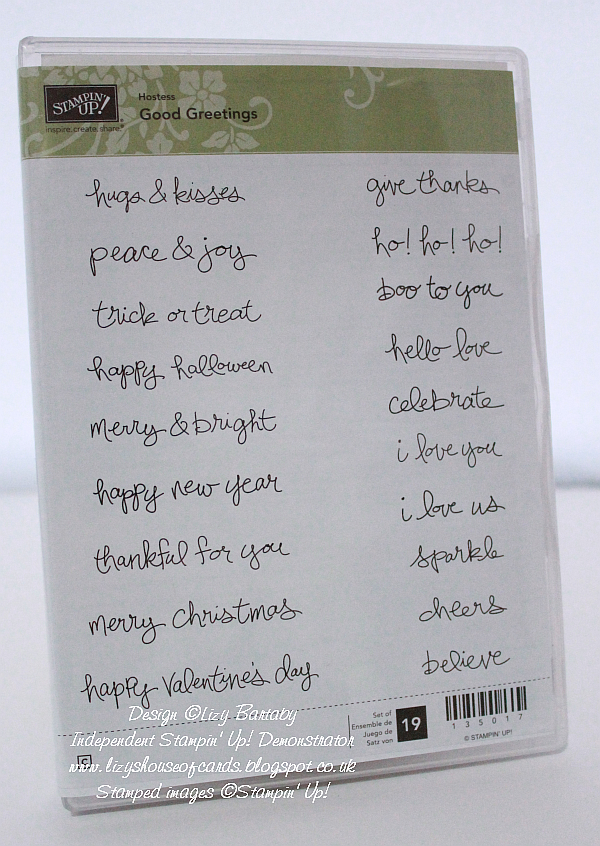 STAMPIN' UP!®
inspire.create.share.®
Hostess
Good Greetings
hugs & kisses
peace & joy
trick or treat
happy halloween
merry & bright
happy new year
thankful for you
merry christmas
happy valentine's day
give thanks
ho! ho! ho!
boo to you
hello love
celebrate
i love you
i love us
sparkle
cheers
believe
Set of
Ensemble de
Juego de
Satz von
19
135017
© STAMPIN' UP!
C
Design ©Lizy Bartaby
Independent Stampin' Up! Demonstrator
www.lizyshouseofcards.blogspot.co.uk
Stamped images ©Stampin' Up!